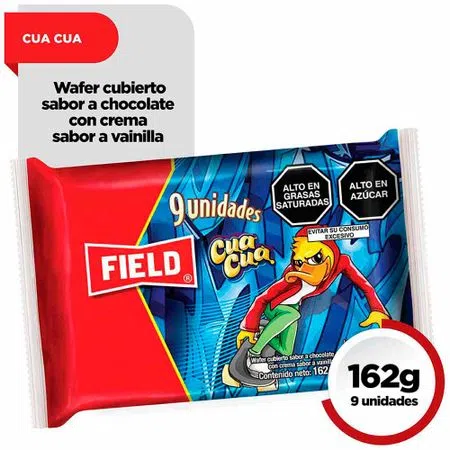 CUA CUA
Wafer cubierto
sabor a chocolate
con crema
sabor a vainilla
9 unidades
ALTO EN
GRASAS
SATURADAS
ALTO EN
AZÚCAR
EVITAR SU CONSUMO
EXCESIVO
Cua
Cua
FIELD®
Wafer cubierto sabor a chocolate
con crema sabor a vainilla
Contenido neto: 162
162g
9 unidades